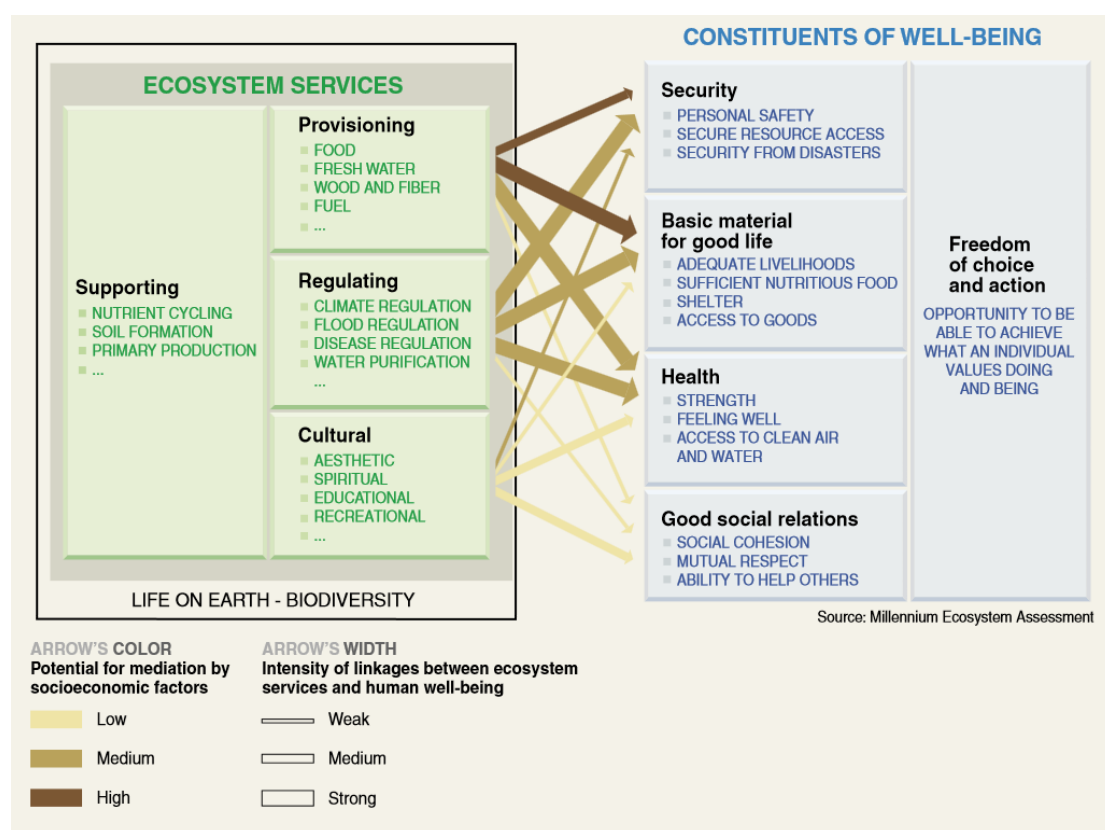 CONSTITUENTS OF WELL-BEING
ECOSYSTEM SERVICES
Supporting
NUTRIENT CYCLING
SOIL FORMATION
PRIMARY PRODUCTION
...
Provisioning
FOOD
FRESH WATER
WOOD AND FIBER
FUEL
...
Regulating
CLIMATE REGULATION
FLOOD REGULATION
DISEASE REGULATION
WATER PURIFICATION
...
Cultural
AESTHETIC
SPIRITUAL
EDUCATIONAL
RECREATIONAL
...
LIFE ON EARTH - BIODIVERSITY
Security
PERSONAL SAFETY
SECURE RESOURCE ACCESS
SECURITY FROM DISASTERS
Basic material
for good life
ADEQUATE LIVELIHOODS
SUFFICIENT NUTRITIOUS FOOD
SHELTER
ACCESS TO GOODS
Health
STRENGTH
FEELING WELL
ACCESS TO CLEAN AIR
AND WATER
Good social relations
SOCIAL COHESION
MUTUAL RESPECT
ABILITY TO HELP OTHERS
Freedom
of choice
and action
OPPORTUNITY TO BE
ABLE TO ACHIEVE
WHAT AN INDIVIDUAL
VALUES DOING
AND BEING
Source: Millennium Ecosystem Assessment
ARROW'S COLOR
Potential for mediation by
socioeconomic factors
Low
Medium
High
ARROW'S WIDTH
Intensity of linkages between ecosystem
services and human well-being
Weak
Medium
Strong